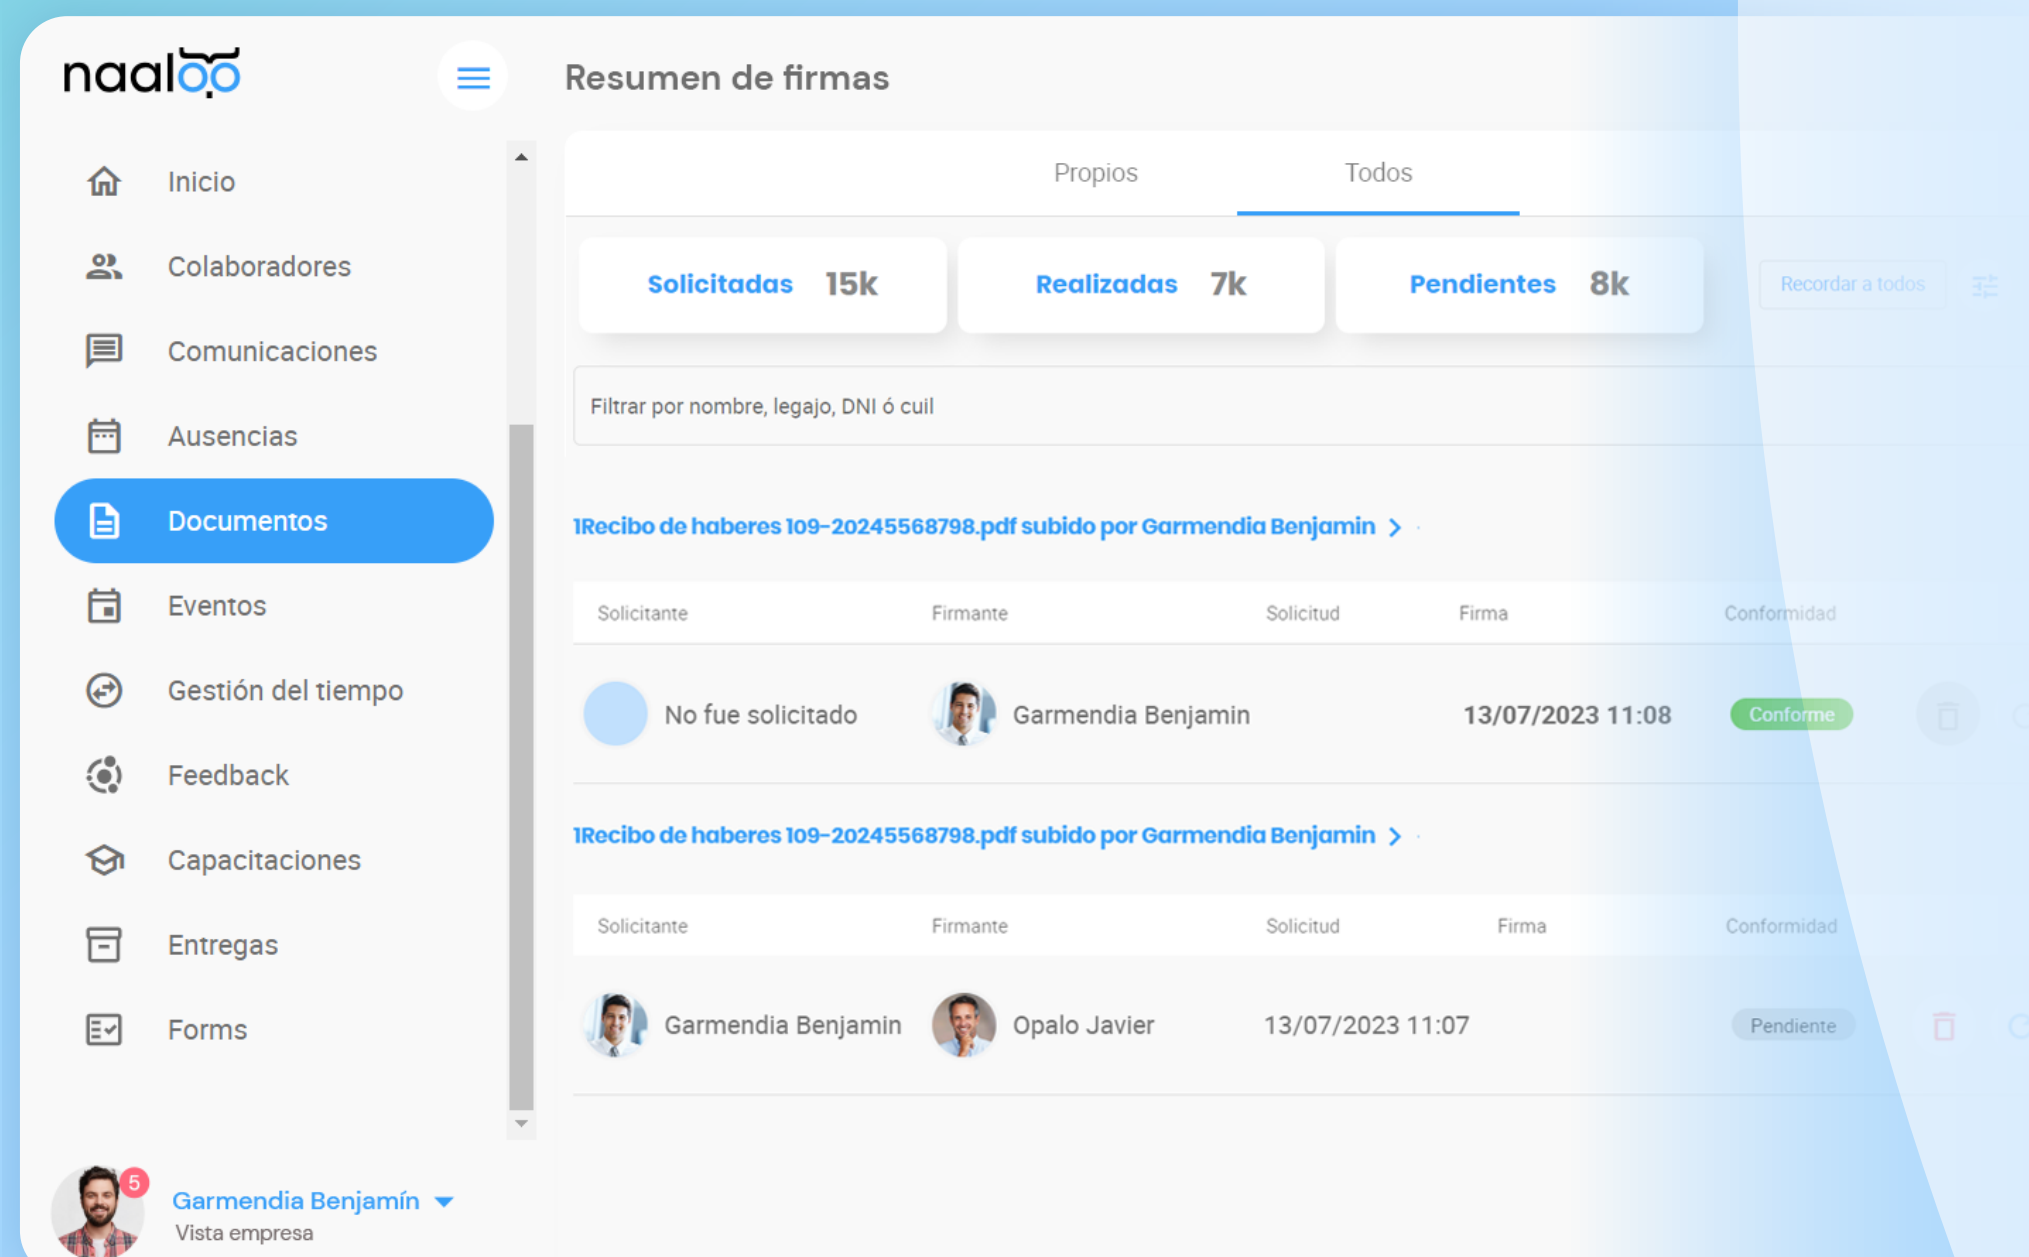 naaloo
Resumen de firmas
Inicio
Colaboradores
Comunicaciones
Ausencias
Documentos
Eventos
Gestión del tiempo
Feedback
Capacitaciones
Entregas
Forms
5
Garmendia Benjamín
Vista empresa
Propios Todos
Solicitadas 15k Realizadas 7k Pendientes 8k Recordar a todos
Filtrar por nombre, legajo, DNI ó cuil
1Recibo de haberes 109-20245568798.pdf subido por Garmendia Benjamin
Solicitante Firmante Solicitud Firma Conformidad
No fue solicitado Garmendia Benjamin 13/07/2023 11:08 Conforme
1Recibo de haberes 109-20245568798.pdf subido por Garmendia Benjamin
Solicitante Firmante Solicitud Firma Conformidad
Garmendia Benjamin Opalo Javier 13/07/2023 11:07 Pendiente